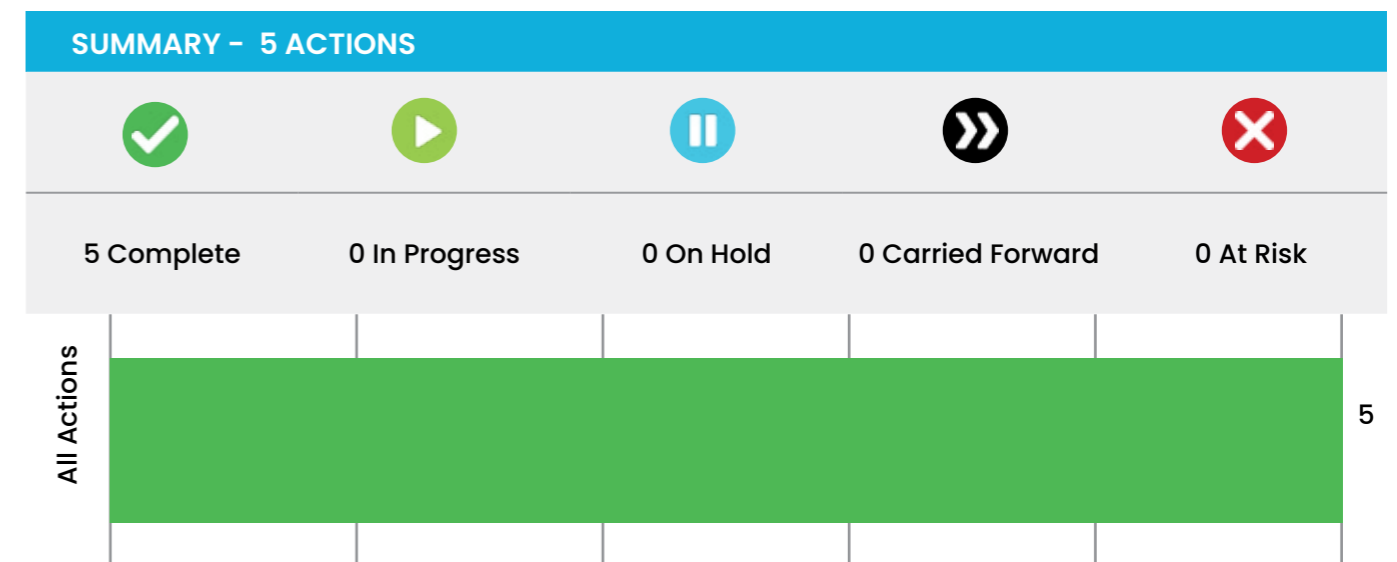 SUMMARY - 5 ACTIONS
5 Complete
0 In Progress
0 On Hold
0 Carried Forward
0 At Risk
All Actions
5